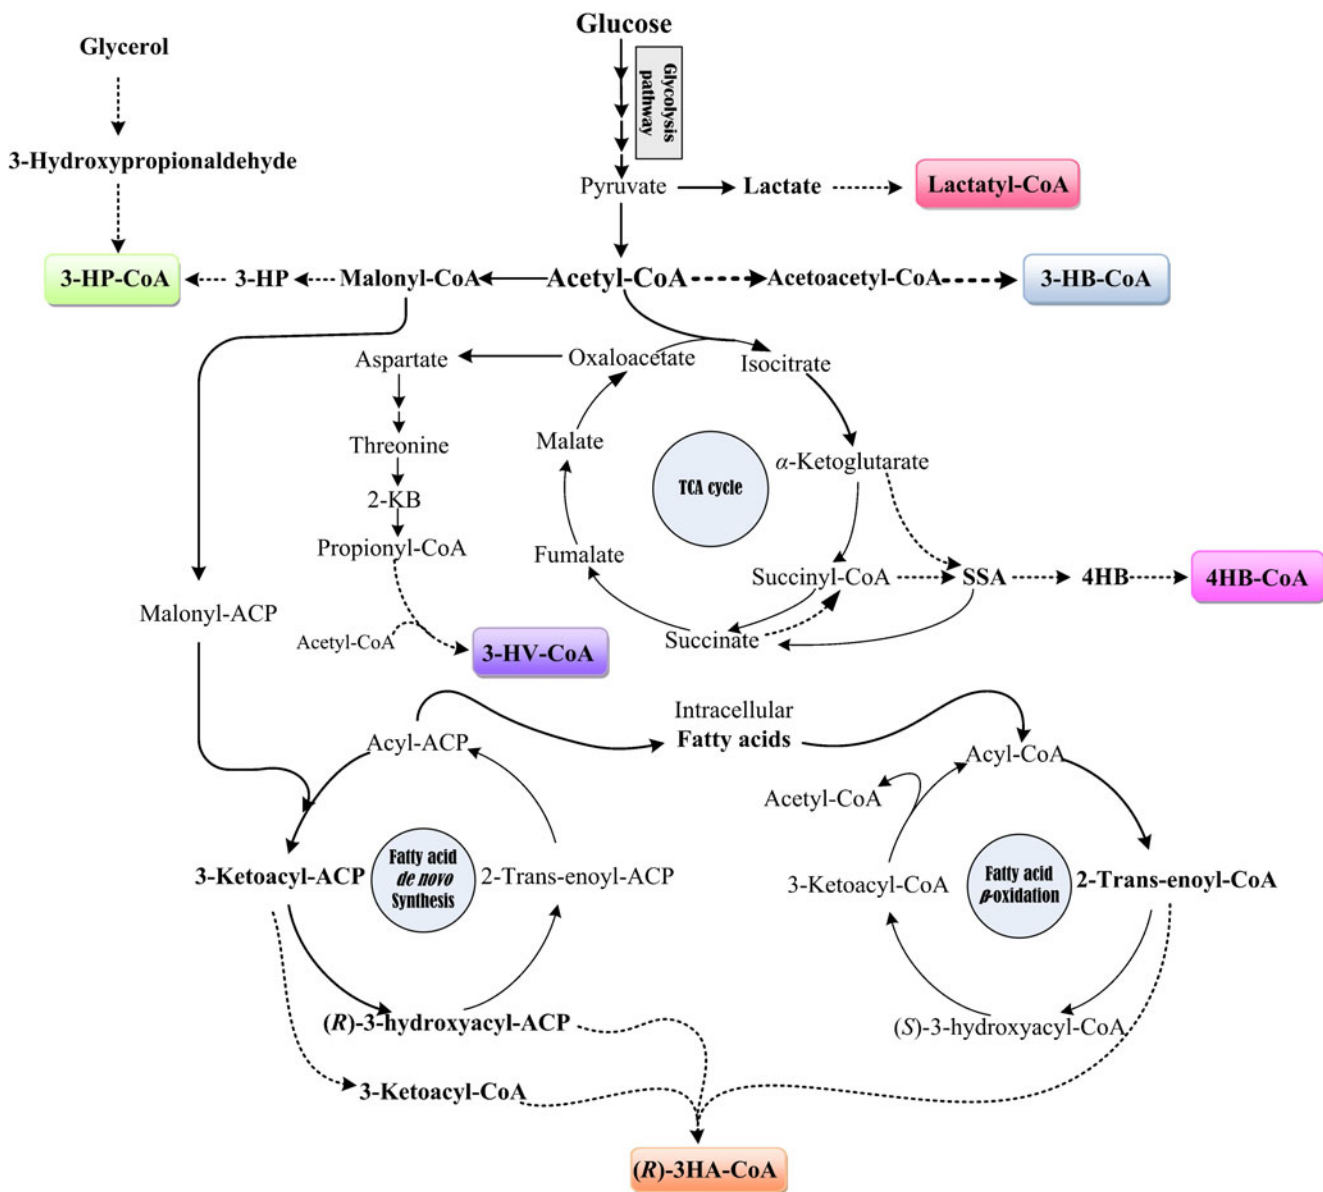 Glucose
Glycerol
Glycolysis
pathway
3-Hydroxypropionaldehyde
Pyruvate
Lactate
Lactatyl-CoA
3-HP-CoA
3-HP
Malonyl-CoA
Acetyl-CoA
Acetoacetyl-CoA
3-HB-CoA
Aspartate
Oxaloacetate
Isocitrate
Threonine
Malate
α-Ketoglutarate
TCA cycle
2-KB
Propionyl-CoA
Fumalate
Succinyl-CoA
SSA
4HB
4HB-CoA
Malonyl-ACP
Acetyl-CoA
3-HV-CoA
Succinate
Intracellular
Fatty acids
Acyl-ACP
Acyl-CoA
Acetyl-CoA
3-Ketoacyl-ACP
Fatty acid
de novo
Synthesis
2-Trans-enoyl-ACP
3-Ketoacyl-CoA
Fatty acid
β-oxidation
2-Trans-enoyl-CoA
(R)-3-hydroxyacyl-ACP
(S)-3-hydroxyacyl-CoA
3-Ketoacyl-CoA
(R)-3HA-CoA